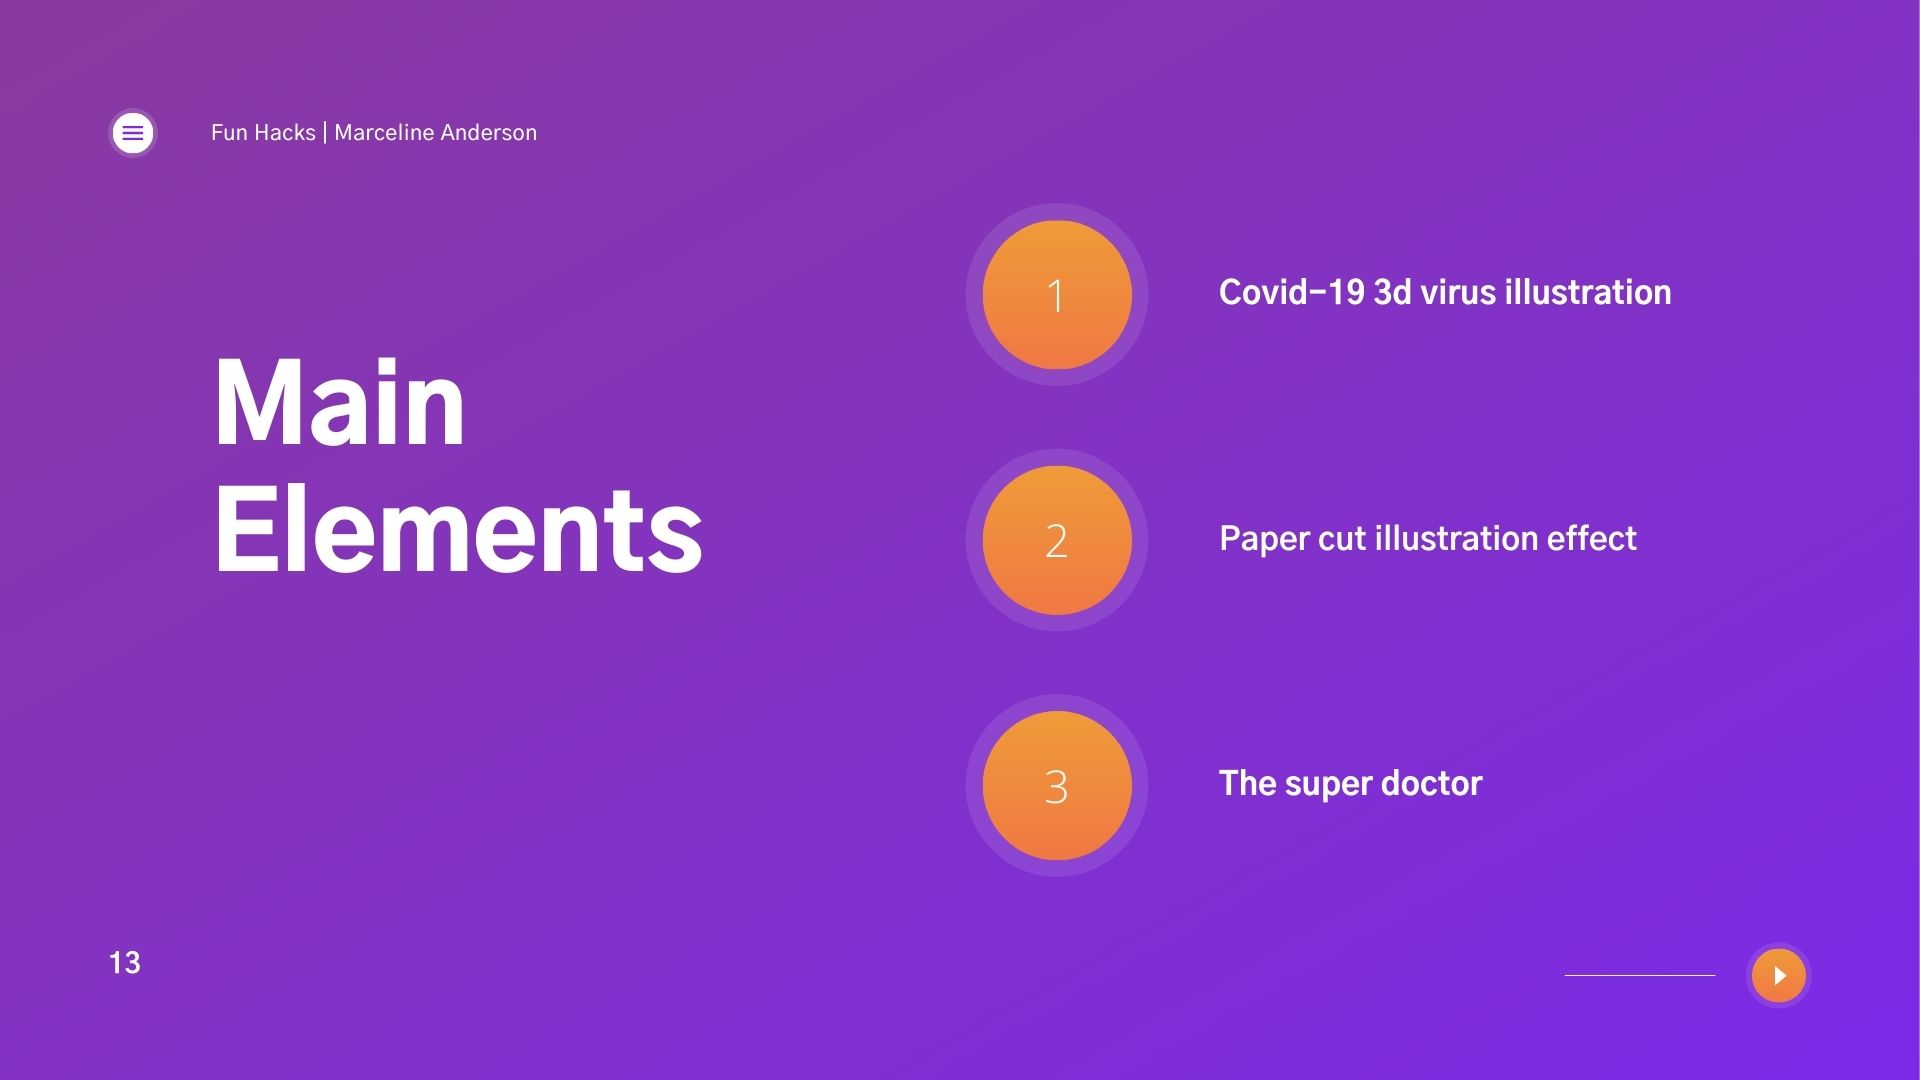 Fun Hacks | Marceline Anderson
Main
Elements
1
Covid-19 3d virus illustration
2
Paper cut illustration effect
3
The super doctor
13